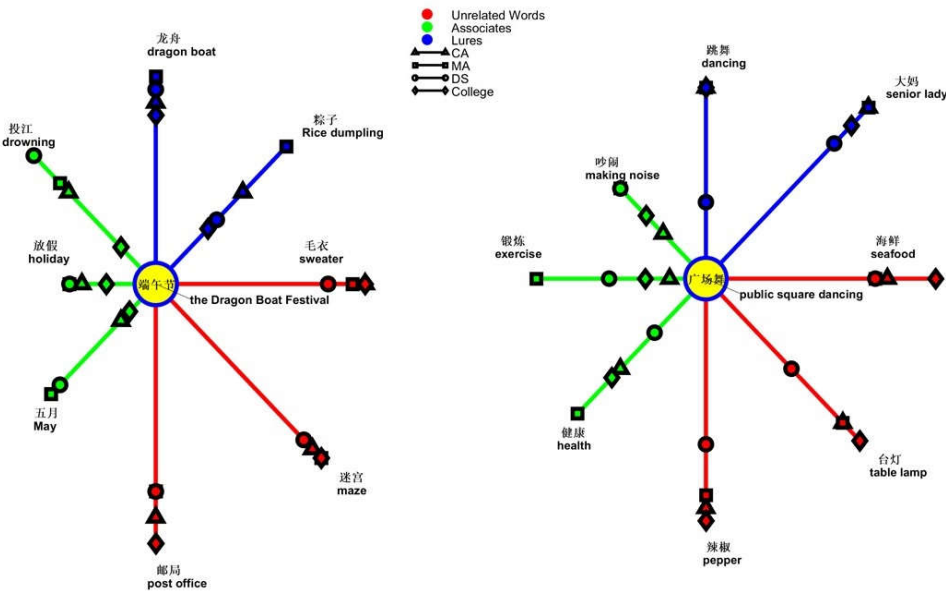 Unrelated Words
Associates
Lures
CA
MA
DS
College
龙舟
dragon boat
粽子
Rice dumpling
投江
drowning
放假
holiday
毛衣
sweater
端午节
the Dragon Boat Festival
五月
May
迷宫
maze
邮局
post office
跳舞
dancing
大妈
senior lady
吵闹
making noise
锻炼
exercise
海鲜
seafood
广场舞
public square dancing
健康
health
台灯
table lamp
辣椒
pepper